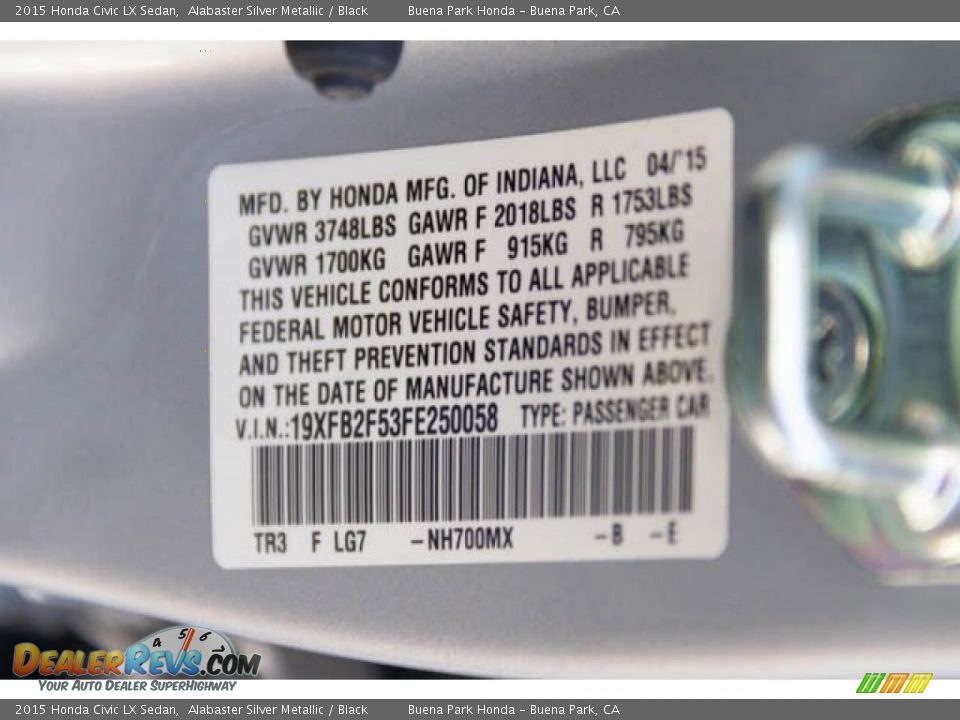 2015 Honda Civic LX Sedan, Alabaster Silver Metallic / Black Buena Park Honda - Buena Park, CA
MFD. BY HONDA MFG. OF INDIANA, LLC 04/15
GVWR 3748LBS GAWR F 2018LBS R 1753LBS
GVWR 1700KG GAWR F 915KG R 795KG
THIS VEHICLE CONFORMS TO ALL APPLICABLE
FEDERAL MOTOR VEHICLE SAFETY, BUMPER,
AND THEFT PREVENTION STANDARDS IN EFFECT
ON THE DATE OF MANUFACTURE SHOWN ABOVE.
V.I.N.:19XFB2F53FE250058 TYPE: PASSENGER CAR
TR3 F LG7 -NH700MX -B -E
4 5 6
DEALERREVS.COM
YOUR AUTO DEALER SUPERHIGHWAY
2015 Honda Civic LX Sedan, Alabaster Silver Metallic / Black Buena Park Honda - Buena Park, CA